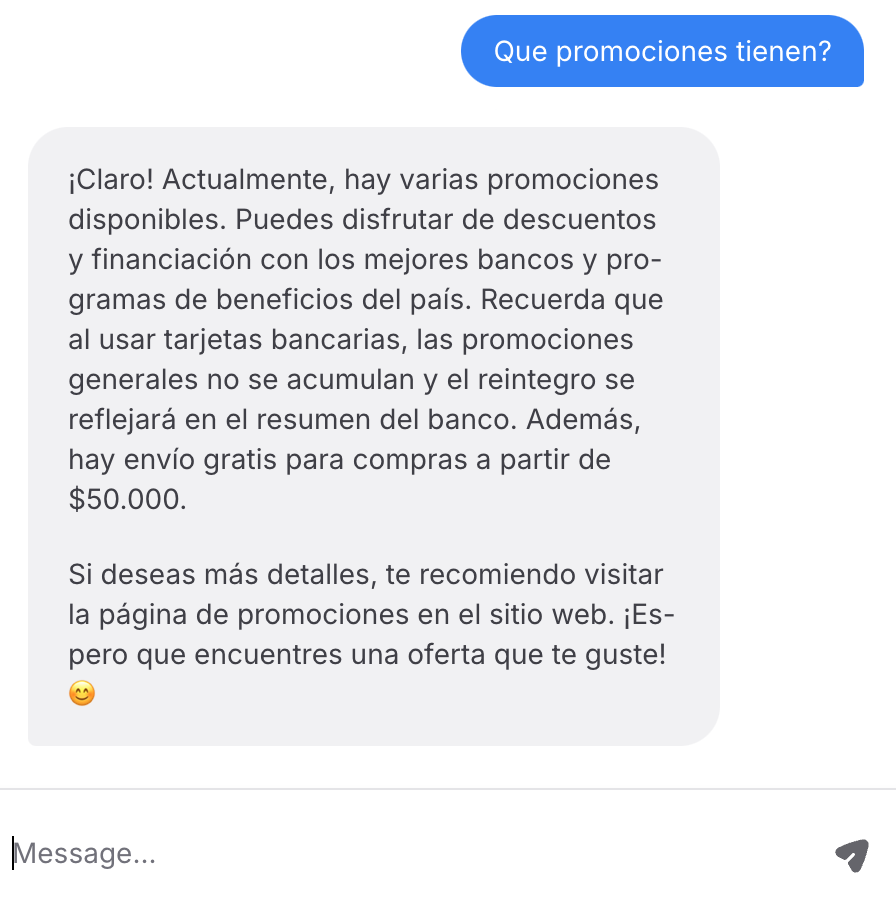 Que promociones tienen?
¡Claro! Actualmente, hay varias promociones
disponibles. Puedes disfrutar de descuentos
y financiación con los mejores bancos y pro-
gramas de beneficios del país. Recuerda que
al usar tarjetas bancarias, las promociones
generales no se acumulan y el reintegro se
reflejará en el resumen del banco. Además,
hay envío gratis para compras a partir de
$50.000.
Si deseas más detalles, te recomiendo visitar
la página de promociones en el sitio web. ¡Es-
pero que encuentres una oferta que te guste!
😊
Message...